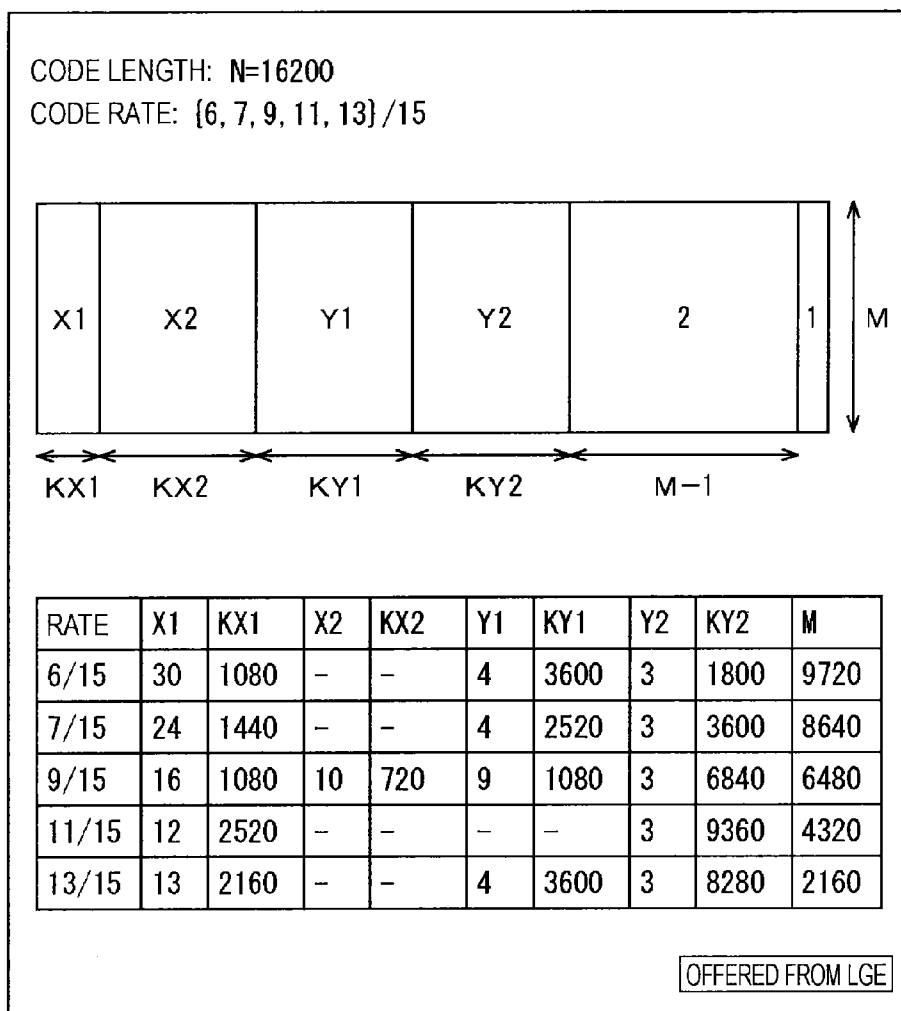 CODE LENGTH: N=16200
CODE RATE: {6, 7, 9, 11, 13}/15
X1 X2 Y1 Y2 2 1 M
KX1 KX2 KY1 KY2 M-1
RATE X1 KX1 X2 KX2 Y1 KY1 Y2 KY2 M
6/15 30 1080 - - 4 3600 3 1800 9720
7/15 24 1440 - - 4 2520 3 3600 8640
9/15 16 1080 10 720 9 1080 3 6840 6480
11/15 12 2520 - - - - 3 9360 4320
13/15 13 2160 - - 4 3600 3 8280 2160
OFFERED FROM LGE